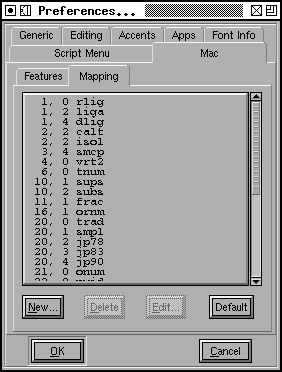 Preferences...
Generic Editing Accents Apps Font Info
Script Menu Mac
Features Mapping
1, 0 rlig
1, 2 liga
1, 4 dlig
2, 2 calt
2, 2 isol
3, 4 smcp
4, 0 vrt2
6, 0 tnum
10, 1 sups
10, 2 subs
11, 1 frac
16, 1 ornm
20, 0 trad
20, 1 smpl
20, 2 jp78
20, 3 jp83
20, 4 jp90
21, 0 onum
New... Delete Edit... Default
OK Cancel